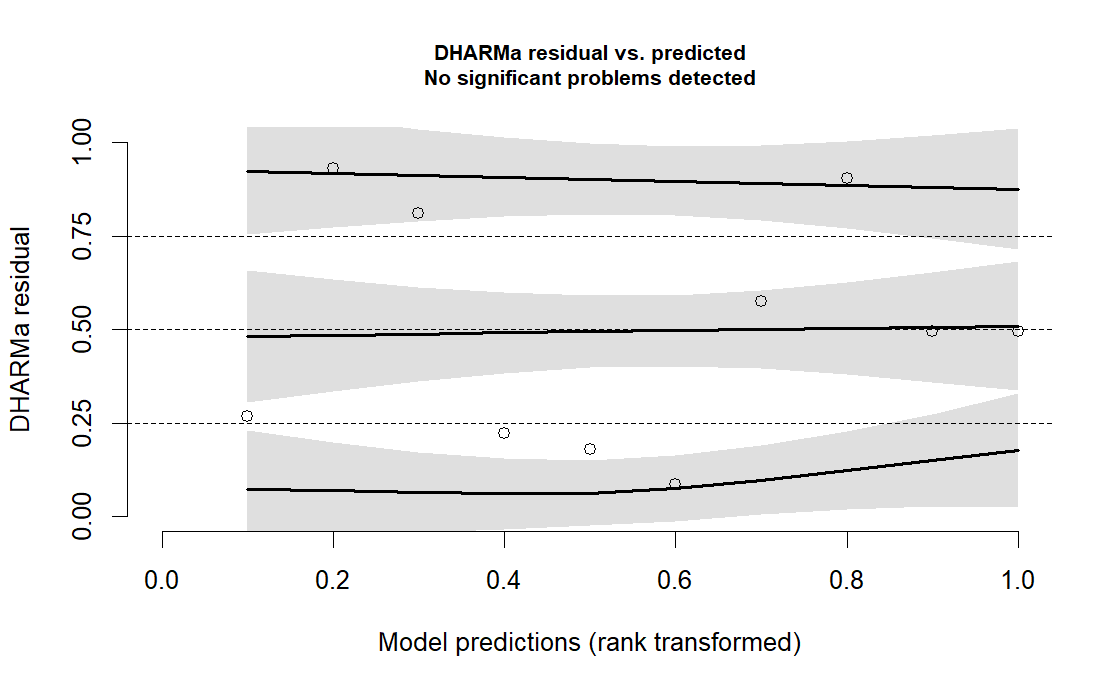 DHARMa residual vs. predicted
No significant problems detected
DHARMa residual
1.00
0.75
0.50
0.25
0.00
0.0 0.2 0.4 0.6 0.8 1.0
Model predictions (rank transformed)